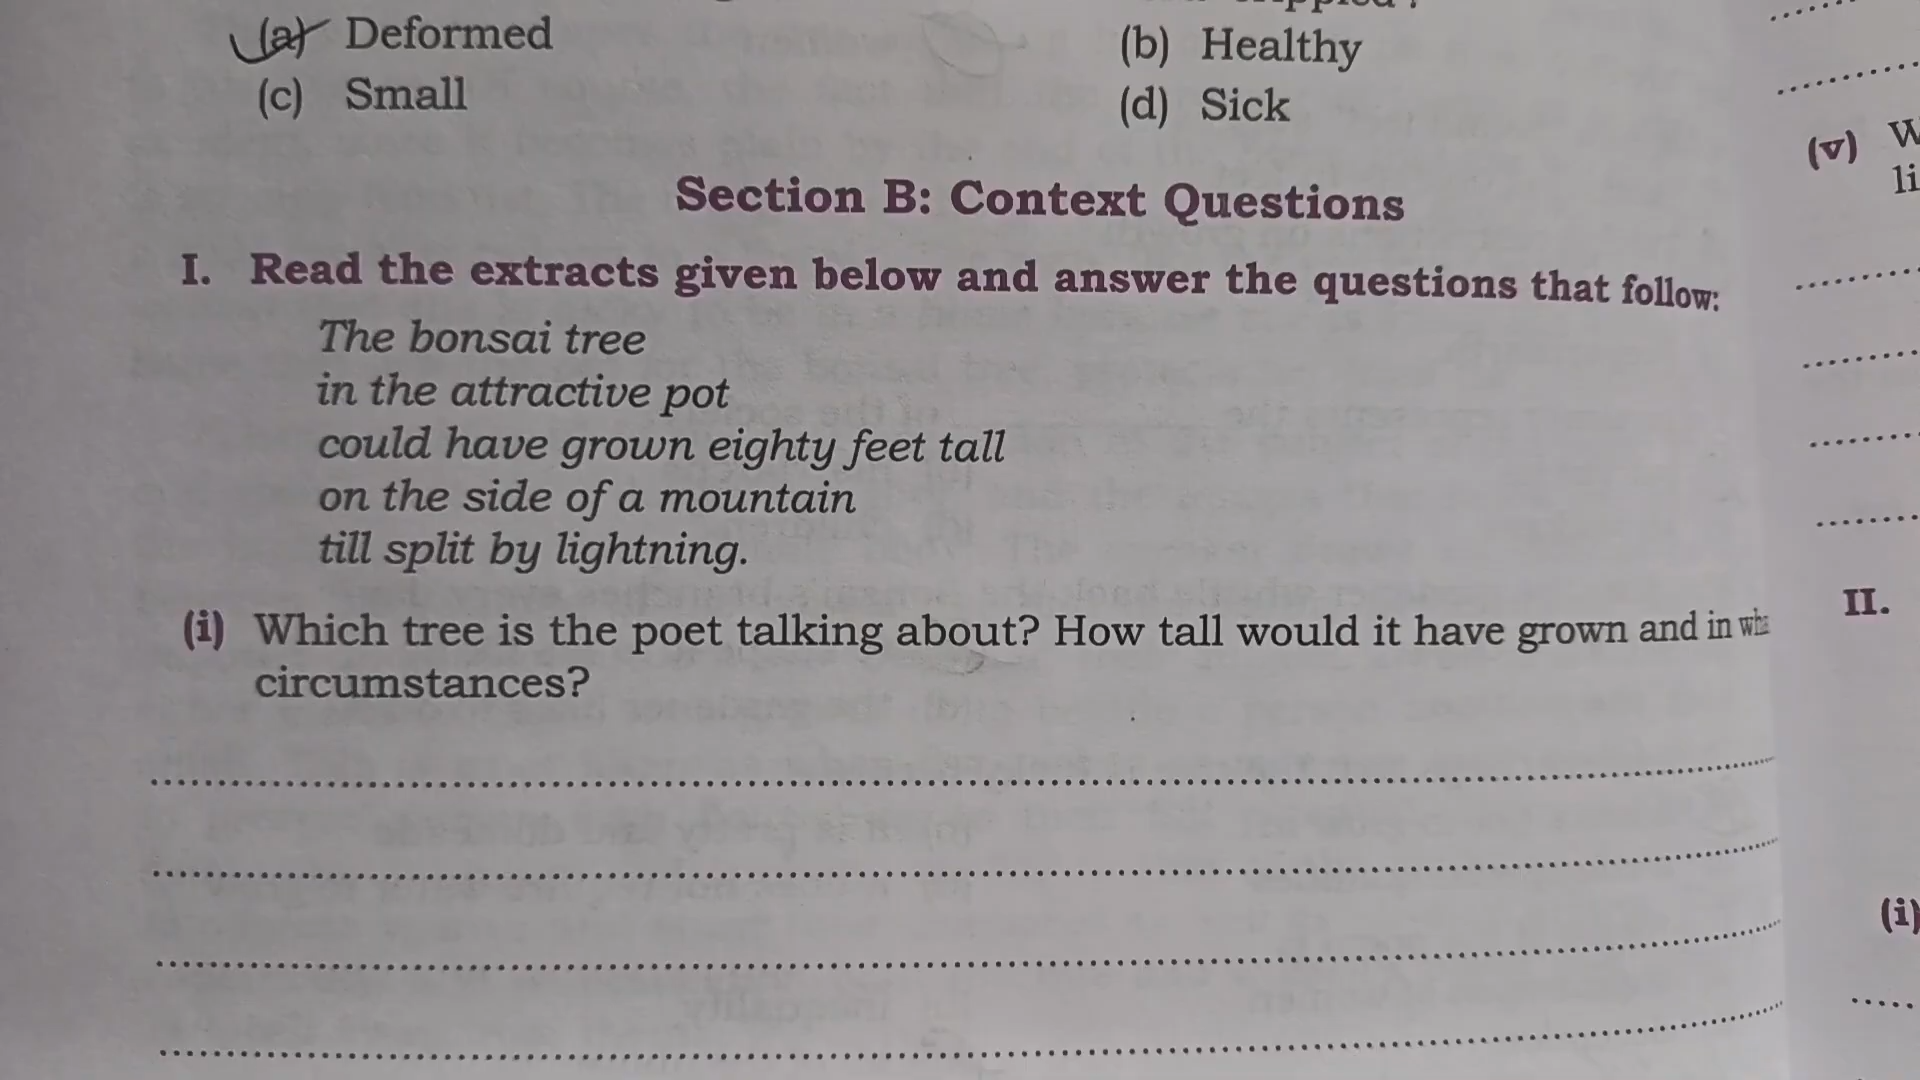 (a) Deformed
(b) Healthy
(c) Small
(d) Sick
Section B: Context Questions
I. Read the extracts given below and answer the questions that follow:
The bonsai tree
in the attractive pot
could have grown eighty feet tall
on the side of a mountain
till split by lightning.
(i) Which tree is the poet talking about? How tall would it have grown and in
circumstances?
(v)
II.
(i)